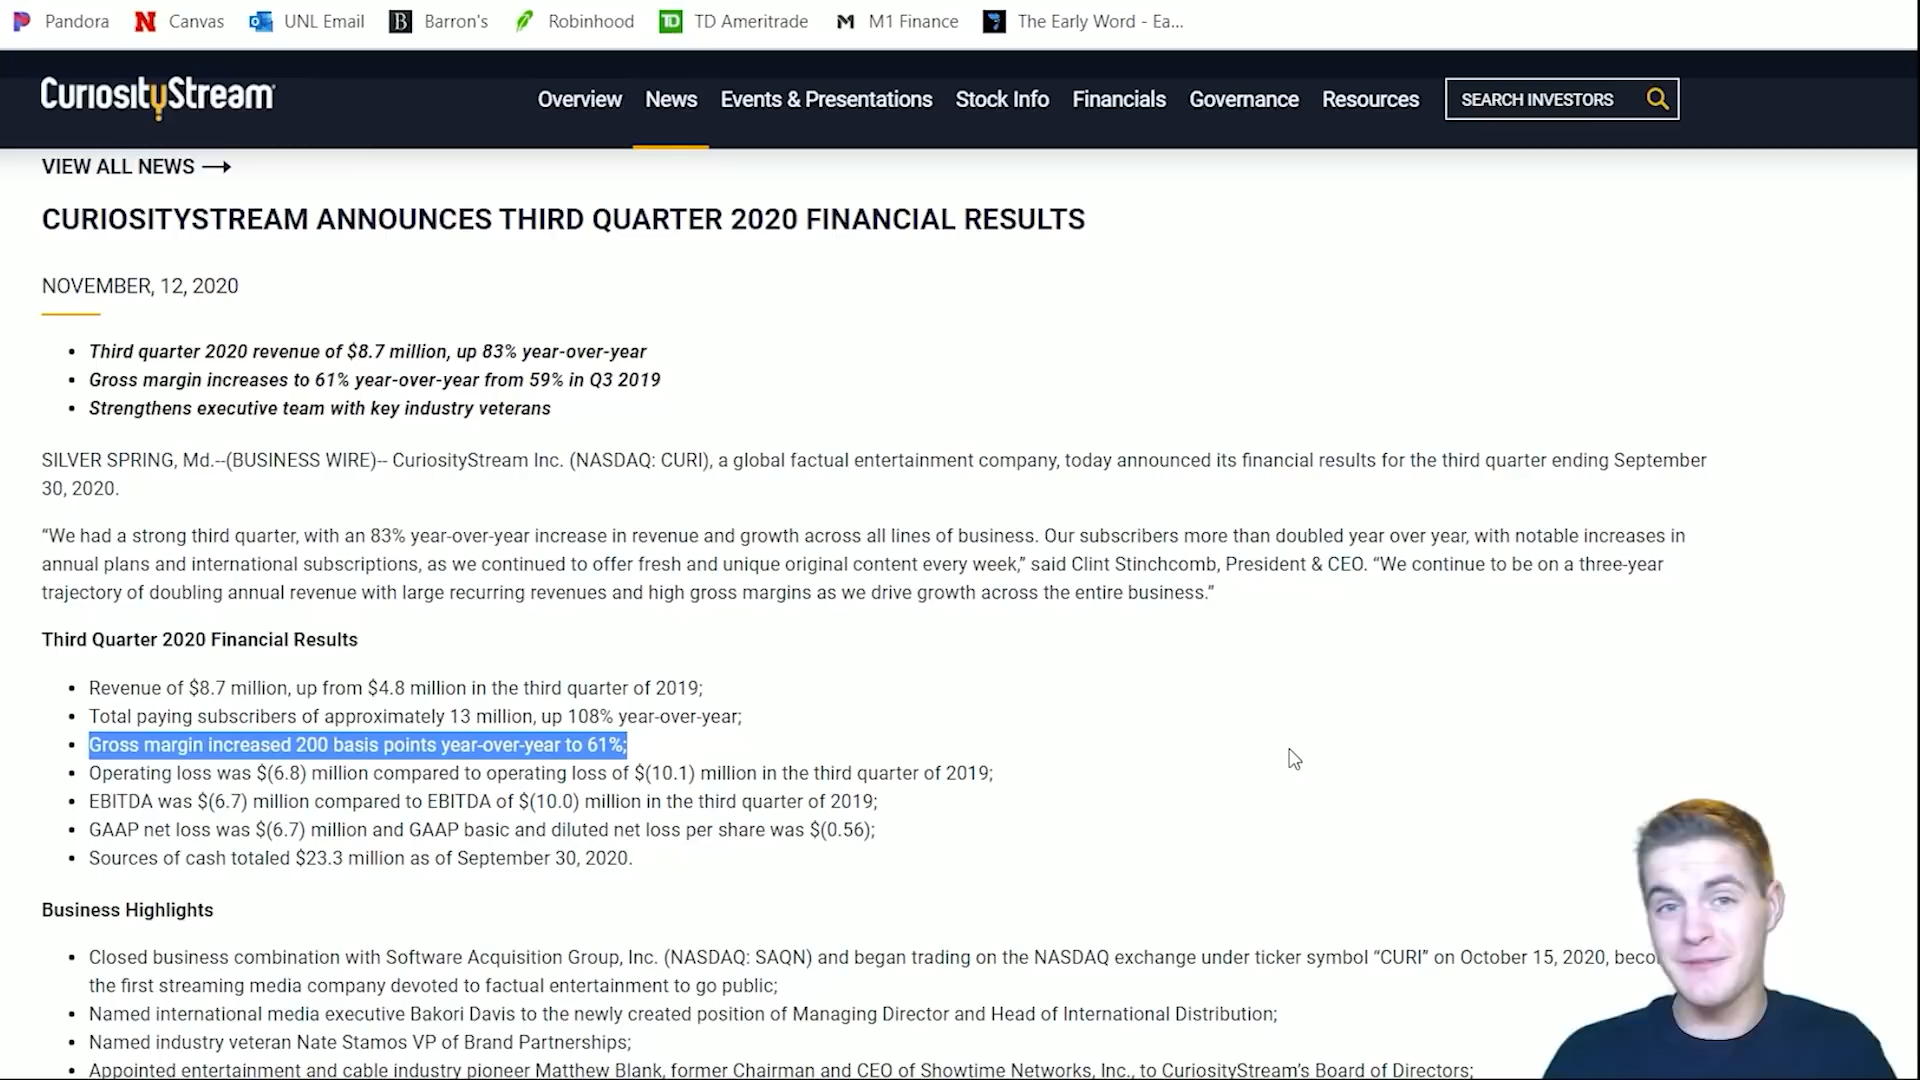 Pandora Canvas UNL Email Barron's Robinhood TD Ameritrade M1 Finance The Early Word - Ea...
CuriosityStream Overview News Events & Presentations Stock Info Financials Governance Resources SEARCH INVESTORS
VIEW ALL NEWS →
CURIOSITYSTREAM ANNOUNCES THIRD QUARTER 2020 FINANCIAL RESULTS
NOVEMBER, 12, 2020
• Third quarter 2020 revenue of $8.7 million, up 83% year-over-year
• Gross margin increases to 61% year-over-year from 59% in Q3 2019
• Strengthens executive team with key industry veterans
SILVER SPRING, Md.--(BUSINESS WIRE)-- CuriosityStream Inc. (NASDAQ: CURI), a global factual entertainment company, today announced its financial results for the third quarter ending September
30, 2020.
“We had a strong third quarter, with an 83% year-over-year increase in revenue and growth across all lines of business. Our subscribers more than doubled year over year, with notable increases in
annual plans and international subscriptions, as we continued to offer fresh and unique original content every week,” said Clint Stinchcomb, President & CEO. “We continue to be on a three-year
trajectory of doubling annual revenue with large recurring revenues and high gross margins as we drive growth across the entire business.”
Third Quarter 2020 Financial Results
• Revenue of $8.7 million, up from $4.8 million in the third quarter of 2019;
• Total paying subscribers of approximately 13 million, up 108% year-over-year;
• Gross margin increased 200 basis points year-over-year to 61%;
• Operating loss was $(6.8) million compared to operating loss of $(10.1) million in the third quarter of 2019;
• EBITDA was $(6.7) million compared to EBITDA of $(10.0) million in the third quarter of 2019;
• GAAP net loss was $(6.7) million and GAAP basic and diluted net loss per share was $(0.56);
• Sources of cash totaled $23.3 million as of September 30, 2020.
Business Highlights
• Closed business combination with Software Acquisition Group, Inc. (NASDAQ: SAQN) and began trading on the NASDAQ exchange under ticker symbol “CURI” on October 15, 2020, beco
the first streaming media company devoted to factual entertainment to go public;
• Named international media executive Bakori Davis to the newly created position of Managing Director and Head of International Distribution;
• Named industry veteran Nate Stamos VP of Brand Partnerships;
• Appointed entertainment and cable industry pioneer Matthew Blank, former Chairman and CEO of Showtime Networks, Inc., to CuriosityStream’s Board of Directors;